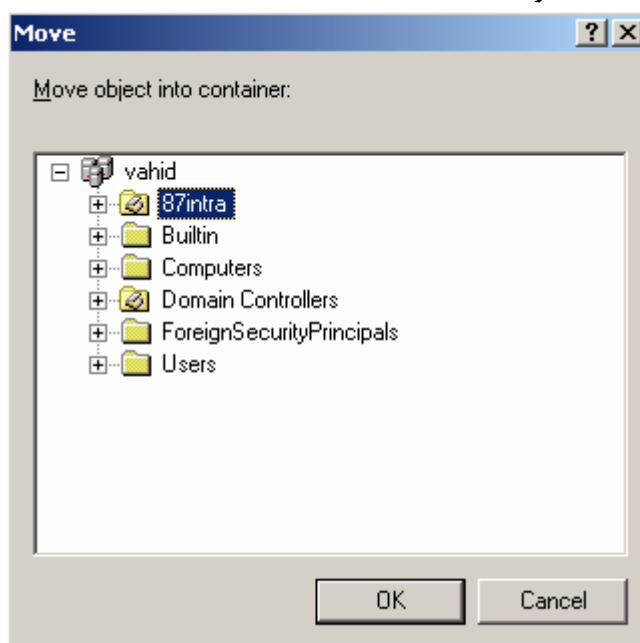 Move
Move object into container:
vahid
87intra
Builtin
Computers
Domain Controllers
ForeignSecurityPrincipals
Users
OK Cancel